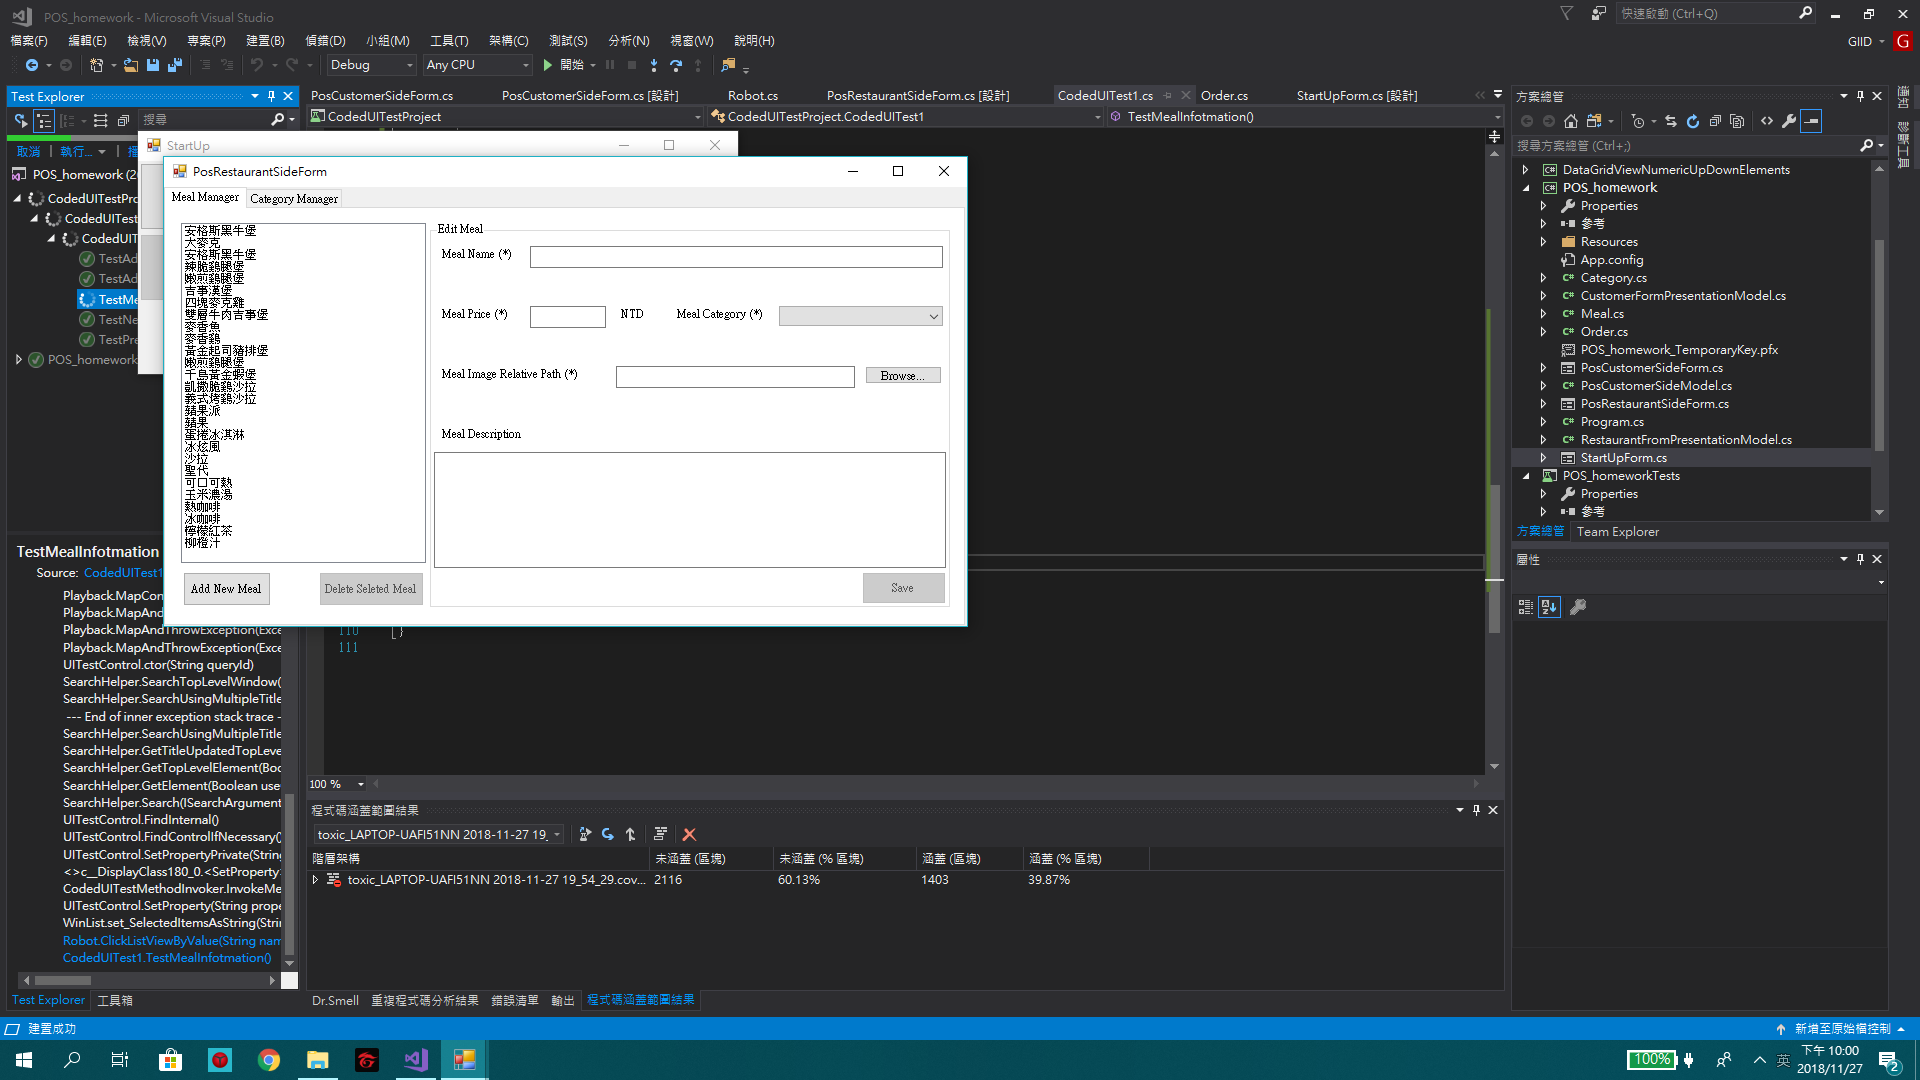 POS_homework - Microsoft Visual Studio
快速啟動 (Ctrl+Q)
檔案(F) 編輯(E) 檢視(V) 專案(P) 建置(B) 偵錯(D) 小組(M) 工具(T) 架構(C) 測試(S) 分析(N) 視窗(W) 說明(H)
GIID
G
Debug Any CPU 開始
Test Explorer
搜尋
取消 | 執行... |
POS_homework (2
CodedUITestPrc
CodedUITest
CodedUIT
TestAd
TestAd
TestMe
TestNe
TestPre
POS_homework
PosCustomerSideForm.cs PosCustomerSideForm.cs [設計] Robot.cs PosRestaurantSideForm.cs [設計] CodedUITest1.cs Order.cs StartUpForm.cs [設計]
CodedUITestProject CodedUITestProject.CodedUITest1 TestMealInfotmation()
StartUp
PosRestaurantSideForm
Meal Manager Category Manager
安格斯黑牛堡
大麥克
安格斯黑牛堡
辣脆雞腿堡
嫩煎雞腿堡
吉事漢堡
四塊麥克雞
雙層牛肉吉事堡
麥香魚
麥香雞
黃金起司豬排堡
嫩煎雞腿堡
千島黃金蝦堡
凱撒脆雞沙拉
義式烤雞沙拉
蘋果派
蘋果
蛋捲冰淇淋
冰炫風
沙拉
聖代
可口可熱
玉米濃湯
熱咖啡
冰咖啡
檸檬紅茶
柳橙汁
Add New Meal Delete Seleted Meal
Edit Meal
Meal Name (*)
Meal Price (*) NTD Meal Category (*)
Meal Image Relative Path (*) Browse...
Meal Description
Save
110 }
111
100 %
TestMealInfotmation
Source: CodedUITest1
Playback.MapCon
Playback.MapAnd
Playback.MapAndThrowException(Exce
Playback.MapAndThrowException(Exce
UITestControl.ctor(String queryId)
SearchHelper.SearchTopLevelWindow(
SearchHelper.SearchUsingMultipleTitle
--- End of inner exception stack trace -
SearchHelper.SearchUsingMultipleTitle
SearchHelper.GetTitleUpdatedTopLeve
SearchHelper.GetTopLevelElement(Boo
SearchHelper.GetElement(Boolean use
SearchHelper.Search(ISearchArgument
UITestControl.FindInternal()
UITestControl.FindControlIfNecessary()
UITestControl.SetPropertyPrivate(String
<>c__DisplayClass180_0.<SetProperty>
CodedUITestMethodInvoker.InvokeMe
UITestControl.SetProperty(String prope
WinList.set_SelectedItemsAsString(Strin
Robot.ClickListViewByValue(String nam
CodedUITest1.TestMealInfotmation()
Test Explorer 工具箱
程式碼涵蓋範圍結果
toxic_LAPTOP-UAFI51NN 2018-11-27 19_
階層架構 未涵蓋 (區塊) 未涵蓋 (% 區塊) 涵蓋 (區塊) 涵蓋 (% 區塊)
toxic_LAPTOP-UAFI51NN 2018-11-27 19_54_29.cov... 2116 60.13% 1403 39.87%
Dr.Smell 重複程式碼分析結果 錯誤清單 輸出 程式碼涵蓋範圍結果
方案總管
搜尋方案總管 (Ctrl+;)
DataGridViewNumericUpDownElements
POS_homework
Properties
參考
Resources
App.config
Category.cs
CustomerFormPresentationModel.cs
Meal.cs
Order.cs
POS_homework_TemporaryKey.pfx
PosCustomerSideForm.cs
PosCustomerSideModel.cs
PosRestaurantSideForm.cs
Program.cs
RestaurantFromPresentationModel.cs
StartUpForm.cs
POS_homeworkTests
Properties
參考
方案總管 Team Explorer
屬性
通知
診斷工具
建置成功
新增至原始檔控制
100%
英
下午 10:00
2018/11/27
2